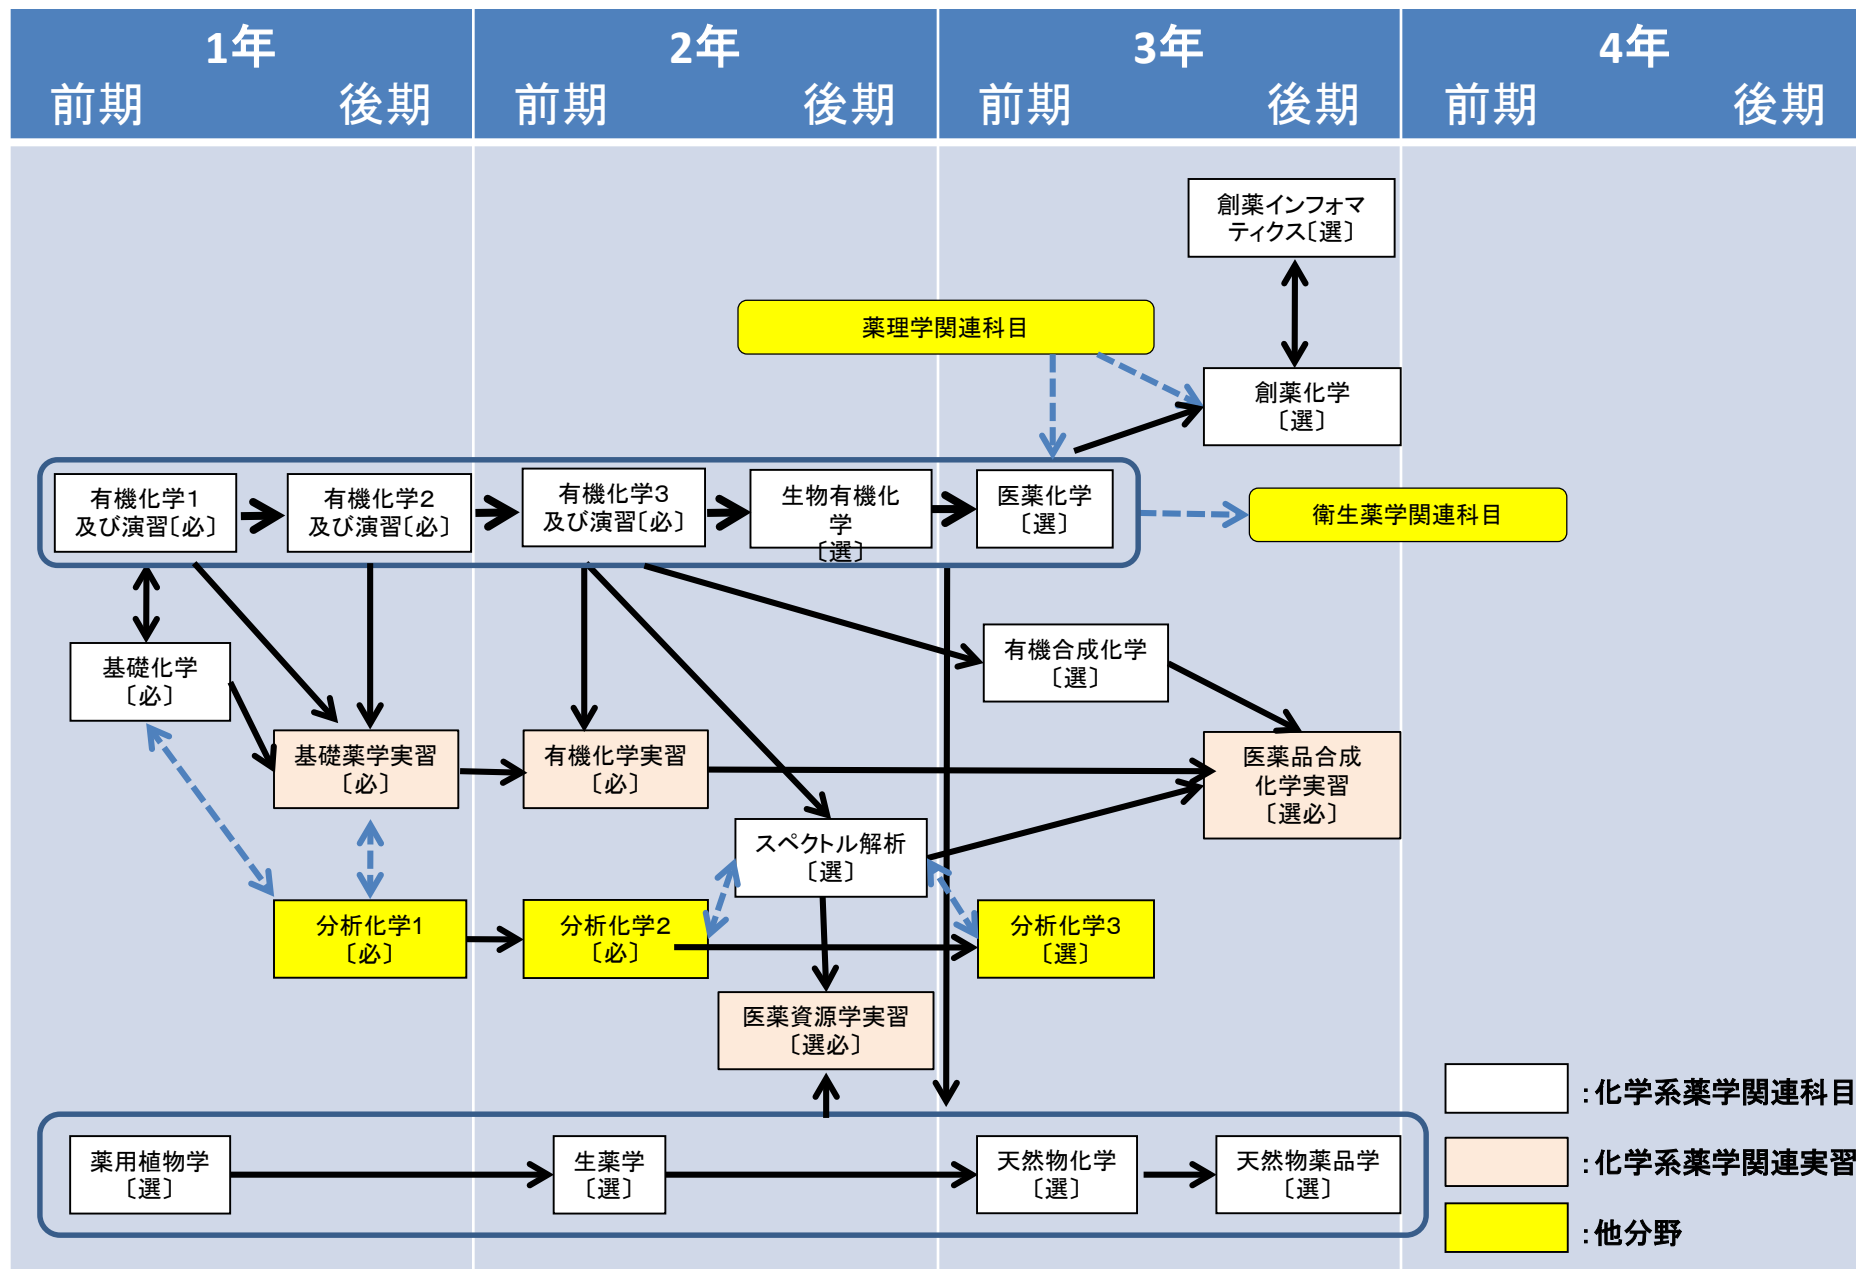 1年
2年
3年
4年
前期 後期
前期 後期
前期 後期
前期 後期
創薬インフォマ
ティクス〔選〕
薬理学関連科目
創薬化学
〔選〕
有機化学1
及び演習〔必〕
有機化学2
及び演習〔必〕
有機化学3
及び演習〔必〕
生物有機化
学
〔選〕
医薬化学
〔選〕
衛生薬学関連科目
基礎化学
〔必〕
有機合成化学
〔選〕
基礎薬学実習
〔必〕
有機化学実習
〔必〕
医薬品合成
化学実習
〔選必〕
スペクトル解析
〔選〕
分析化学1
〔必〕
分析化学2
〔必〕
分析化学3
〔選〕
医薬資源学実習
〔選必〕
薬用植物学
〔選〕
生薬学
〔選〕
天然物化学
〔選〕
天然物薬品学
〔選〕
：化学系薬学関連科目
：化学系薬学関連実習
：他分野